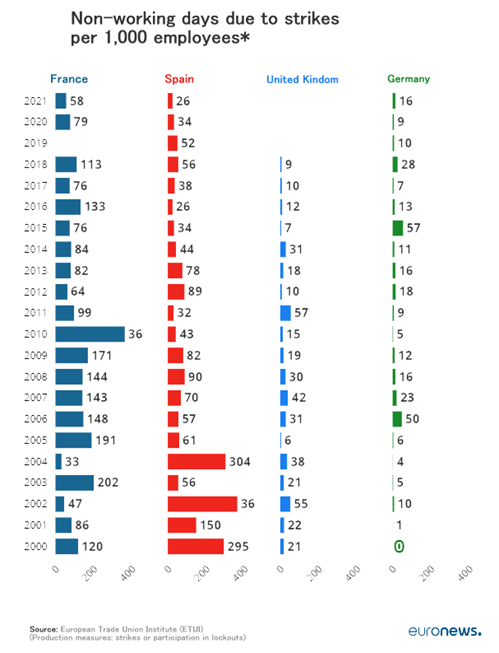 Non-working days due to strikes
per 1,000 employees*
France Spain United Kindom Germany
2021 58 26 16
2020 79 34 9
2019 52 10
2018 113 56 9 28
2017 76 38 10 7
2016 133 26 12 13
2015 76 34 7 57
2014 84 44 31 11
2013 82 78 18 16
2012 64 89 10 18
2011 99 32 57 9
2010 36 43 15 5
2009 171 82 19 12
2008 144 90 30 16
2007 143 70 42 23
2006 148 57 31 50
2005 191 61 6 6
2004 33 304 38 4
2003 202 56 21 5
2002 47 36 55 10
2001 86 150 22 1
2000 120 295 21 0
0 200 400 0 200 400 0 200 400 0 200 400
Source: European Trade Union Institute (ETUI)
(Production measures: strikes or participation in lockouts)
euronews.